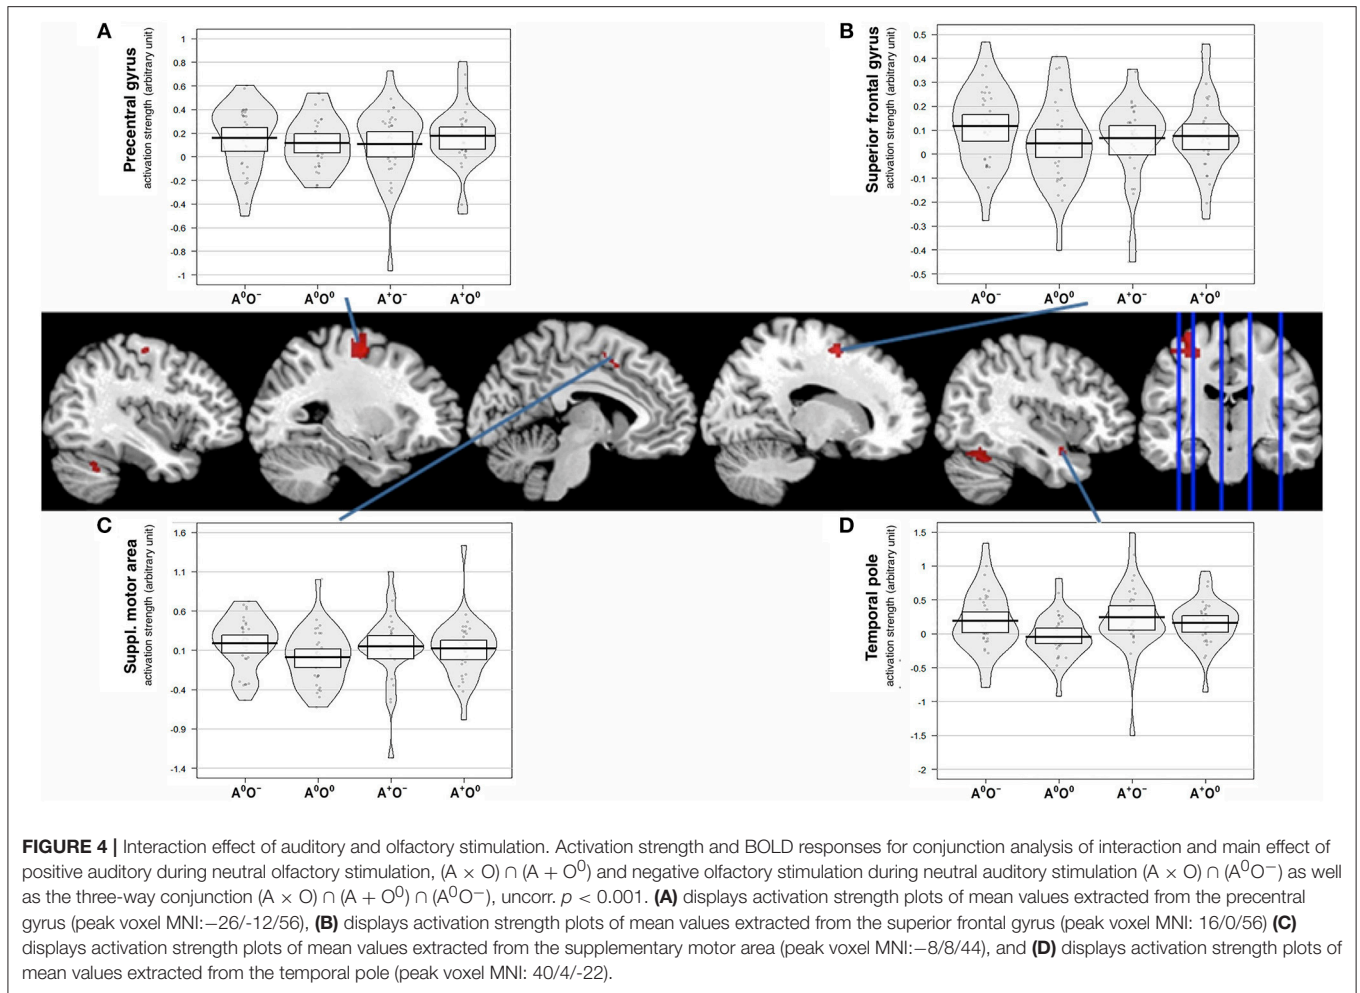 A
Precentral gyrus
activation strength (arbitrary unit)
1
0.8
0.6
0.4
0.2
0
-0.2
-0.4
-0.6
-0.8
-1
A⁰O⁻ A⁰O⁰ A⁺O⁻ A⁺O⁰
B
Superior frontal gyrus
activation strength (arbitrary unit)
0.5
0.4
0.3
0.2
0.1
0
-0.1
-0.2
-0.3
-0.4
-0.5
A⁰O⁻ A⁰O⁰ A⁺O⁻ A⁺O⁰
C
Suppl. motor area
activation strength (arbitrary unit)
1.6
1.1
0.6
0.1
-0.4
-0.9
-1.4
A⁰O⁻ A⁰O⁰ A⁺O⁻ A⁺O⁰
D
Temporal pole
activation strength (arbitrary unit)
1.5
1
0.5
0
-0.5
-1
-1.5
-2
A⁰O⁻ A⁰O⁰ A⁺O⁻ A⁺O⁰
FIGURE 4 | Interaction effect of auditory and olfactory stimulation. Activation strength and BOLD responses for conjunction analysis of interaction and main effect of
positive auditory during neutral olfactory stimulation, (A × O) ∩ (A + O⁰) and negative olfactory stimulation during neutral auditory stimulation (A × O) ∩ (A⁰O⁻) as well
as the three-way conjunction (A × O) ∩ (A + O⁰) ∩ (A⁰O⁻), uncorr. p < 0.001. (A) displays activation strength plots of mean values extracted from the precentral
gyrus (peak voxel MNI:−26/-12/56), (B) displays activation strength plots of mean values extracted from the superior frontal gyrus (peak voxel MNI: 16/0/56) (C)
displays activation strength plots of mean values extracted from the supplementary motor area (peak voxel MNI:−8/8/44), and (D) displays activation strength plots of
mean values extracted from the temporal pole (peak voxel MNI: 40/4/-22).